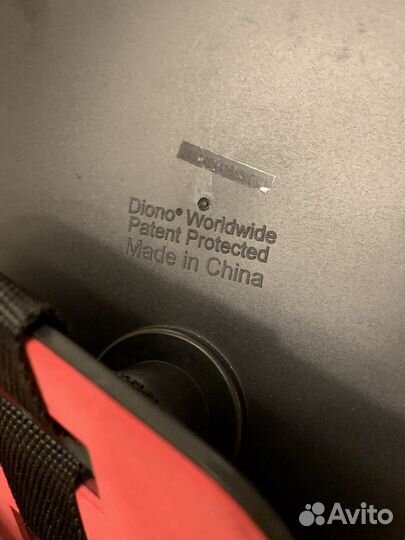 Diono® Worldwide
Patent Protected
Made in China
Avito